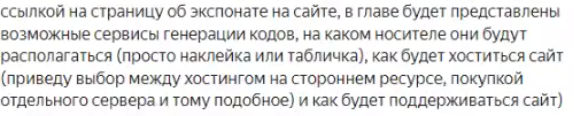 ссылкой на страницу об экспонате на сайте, в главе будет представлены
возможные сервисы генерации кодов, на каком носителе они будут
располагаться (просто наклейка или табличка), как будет хоститься сайт
(приведу выбор между хостингом на стороннем ресурсе, покупкой
отдельного сервера и тому подобное) и как будет поддерживаться сайт)